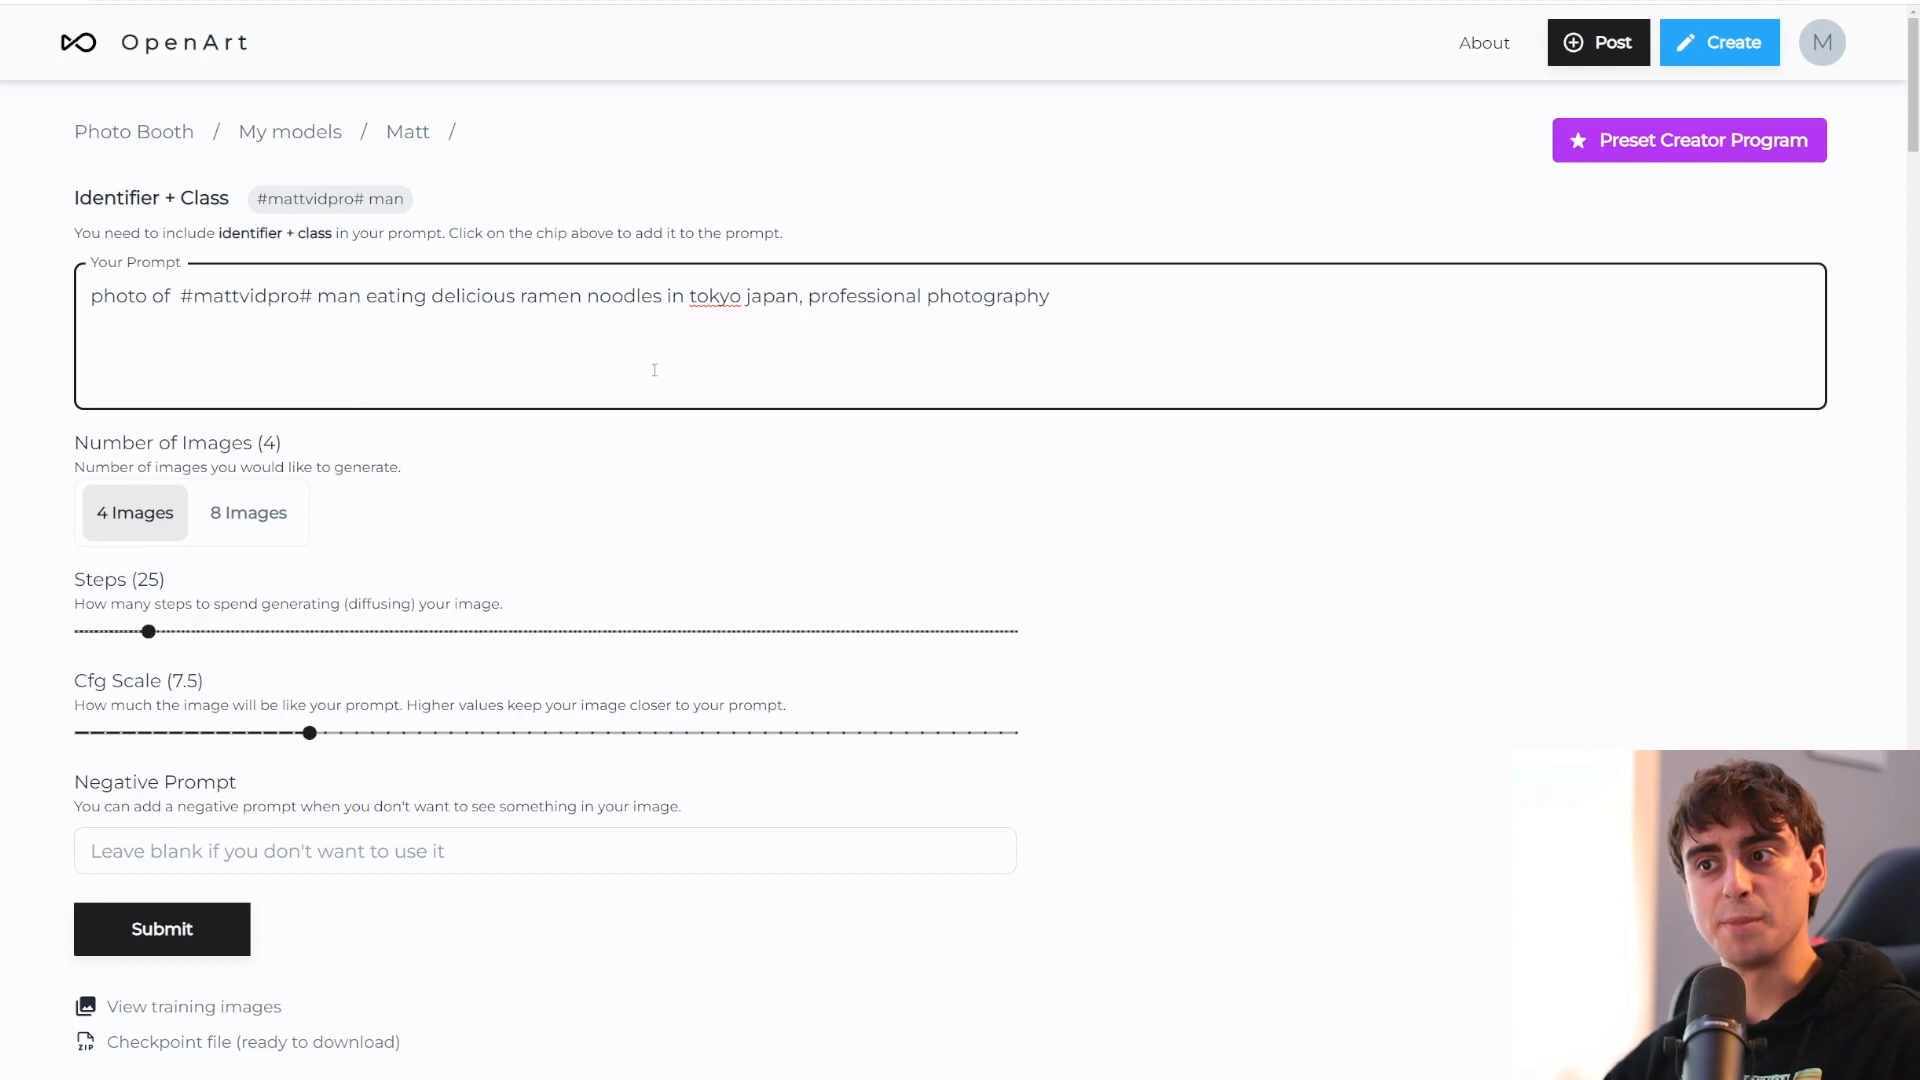 OpenArt
About
Post
Create
M
Photo Booth / My models / Matt /
Preset Creator Program
Identifier + Class #mattvidpro# man
You need to include identifier + class in your prompt. Click on the chip above to add it to the prompt.
Your Prompt
photo of  #mattvidpro# man eating delicious ramen noodles in tokyo japan, professional photography
Number of Images (4)
Number of images you would like to generate.
4 Images
8 Images
Steps (25)
How many steps to spend generating (diffusing) your image.
Cfg Scale (7.5)
How much the image will be like your prompt. Higher values keep your image closer to your prompt.
Negative Prompt
You can add a negative prompt when you don't want to see something in your image.
Leave blank if you don't want to use it
Submit
View training images
ZIP
Checkpoint file (ready to download)